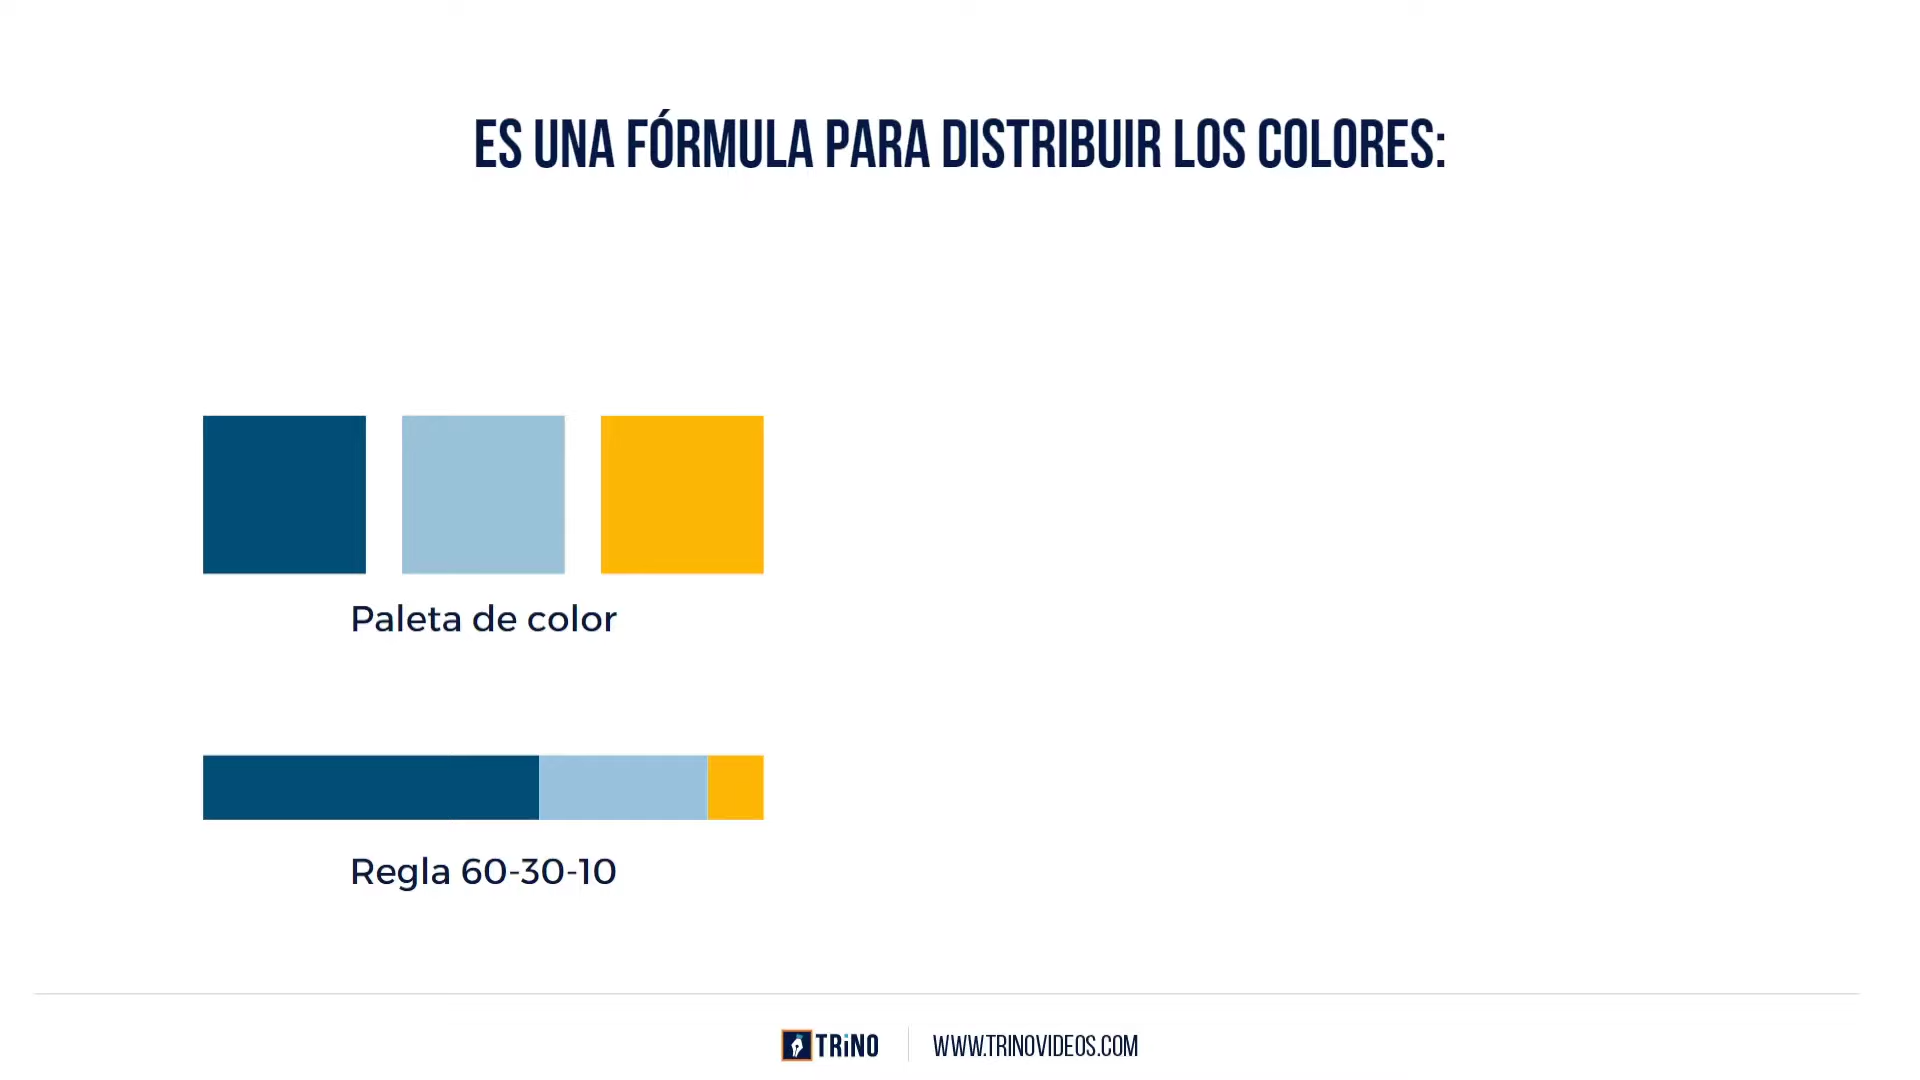 ES UNA FÓRMULA PARA DISTRIBUIR LOS COLORES:
Paleta de color
Regla 60-30-10
TRiNO
WWW.TRINOVIDEOS.COM